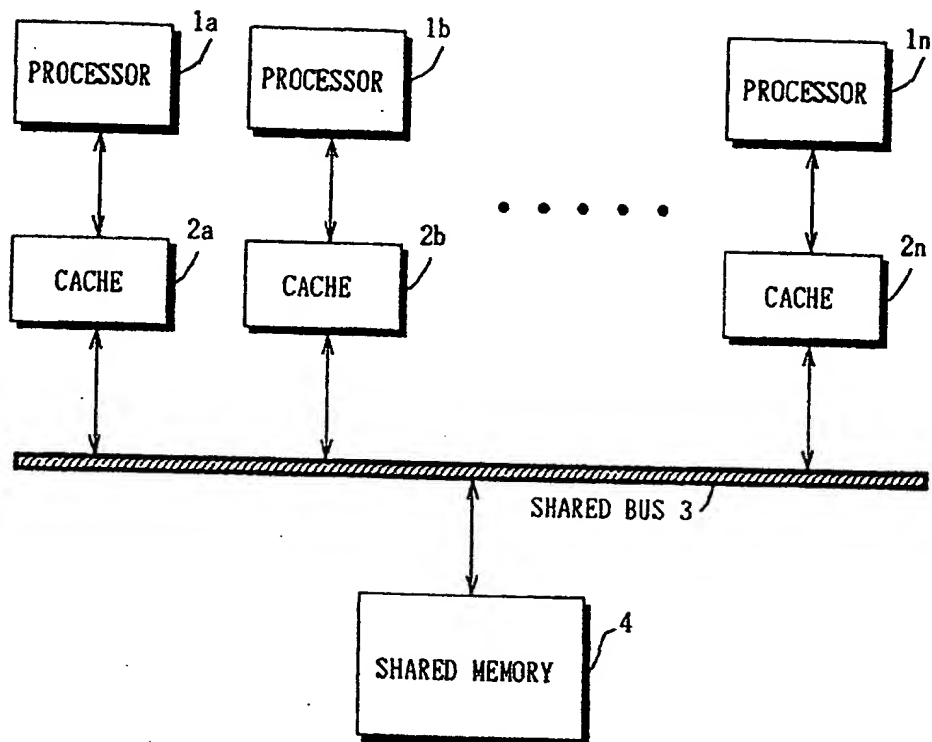 1a
1b
1n
PROCESSOR
PROCESSOR
PROCESSOR
2a
2b
2n
CACHE
CACHE
CACHE
SHARED BUS 3
4
SHARED MEMORY